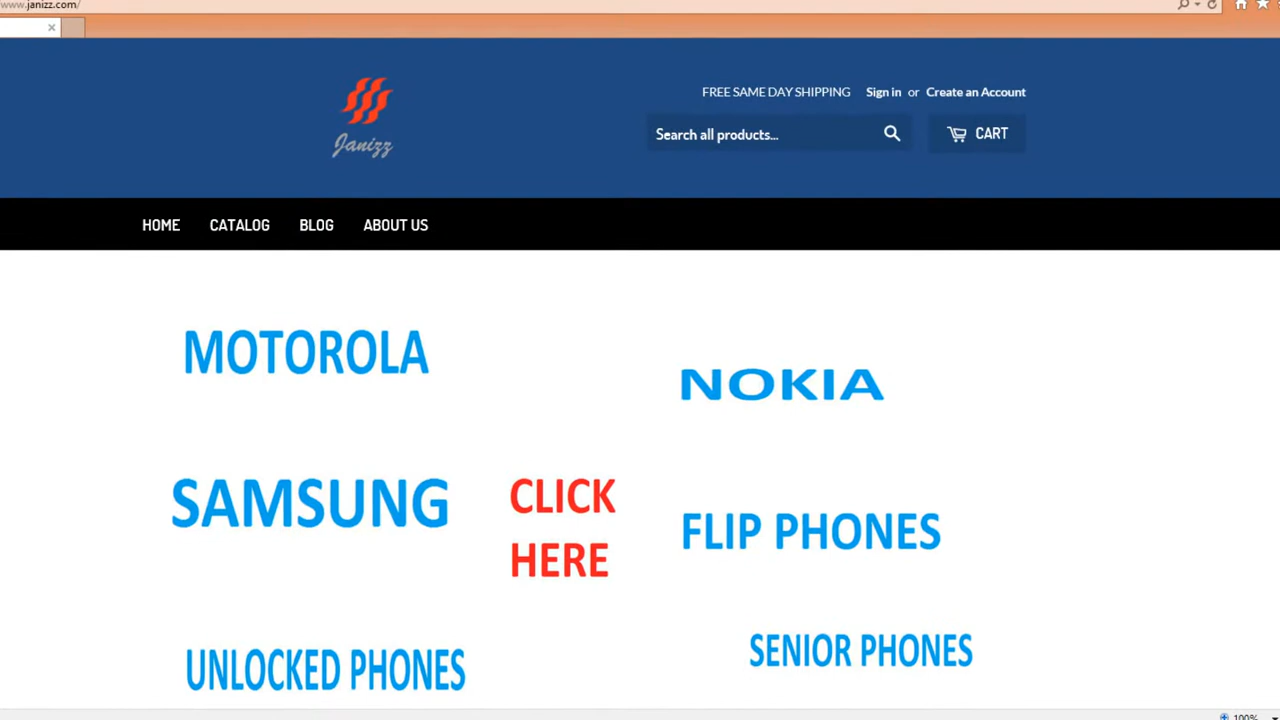 www.janizz.com/
FREE SAME DAY SHIPPING Sign in or Create an Account
Janizz
Search all products...
CART
HOME CATALOG BLOG ABOUT US
MOTOROLA
NOKIA
SAMSUNG
CLICK
HERE
FLIP PHONES
UNLOCKED PHONES
SENIOR PHONES
100%